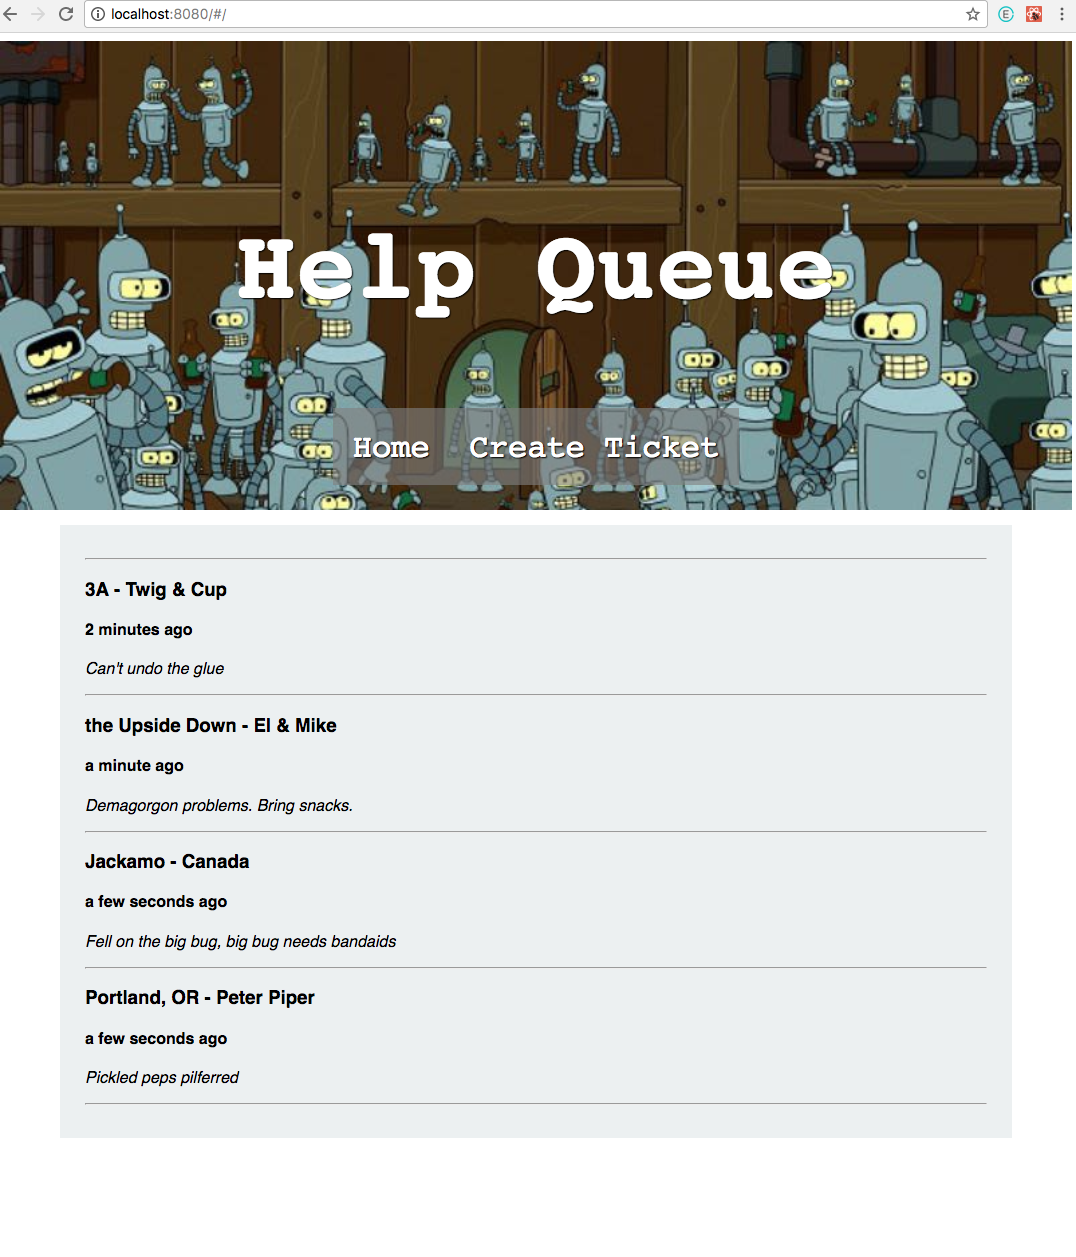 localhost:8080/#/
E
Help Queue
Home Create Ticket
3A - Twig & Cup
2 minutes ago
Can't undo the glue
the Upside Down - El & Mike
a minute ago
Demagorgon problems. Bring snacks.
Jackamo - Canada
a few seconds ago
Fell on the big bug, big bug needs bandaids
Portland, OR - Peter Piper
a few seconds ago
Pickled peps pilferred